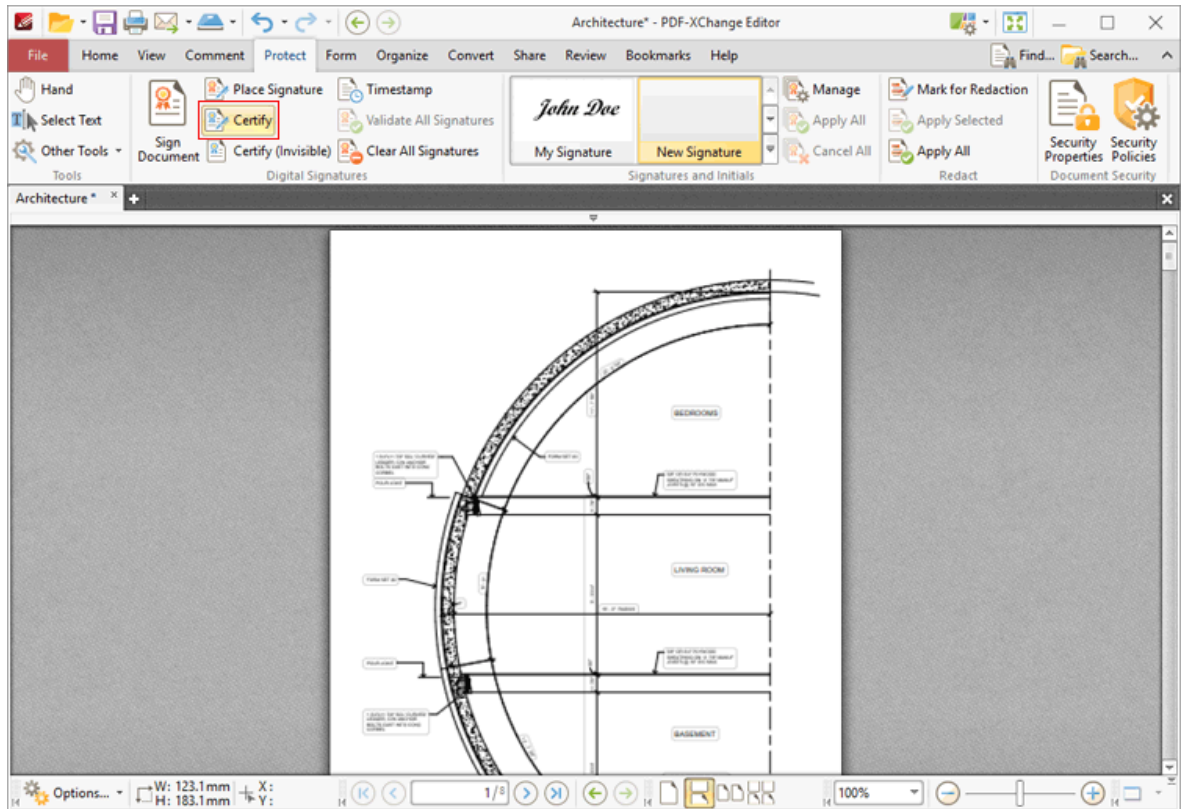 Architecture* - PDF-XChange Editor
File Home View Comment Protect Form Organize Convert Share Review Bookmarks Help Find... Search...
Hand
Select Text
Other Tools
Tools
Sign Document
Place Signature
Certify
Certify (Invisible)
Timestamp
Validate All Signatures
Clear All Signatures
Digital Signatures
John Doe
My Signature
New Signature
Manage
Apply All
Cancel All
Signatures and Initials
Mark for Redaction
Apply Selected
Apply All
Redact
Security Properties
Security Policies
Document Security
Architecture *
BEDROOMS
LIVING ROOM
BASEMENT
Options...
W: 123.1mm
H: 183.1mm
X:
Y:
1/8
100%